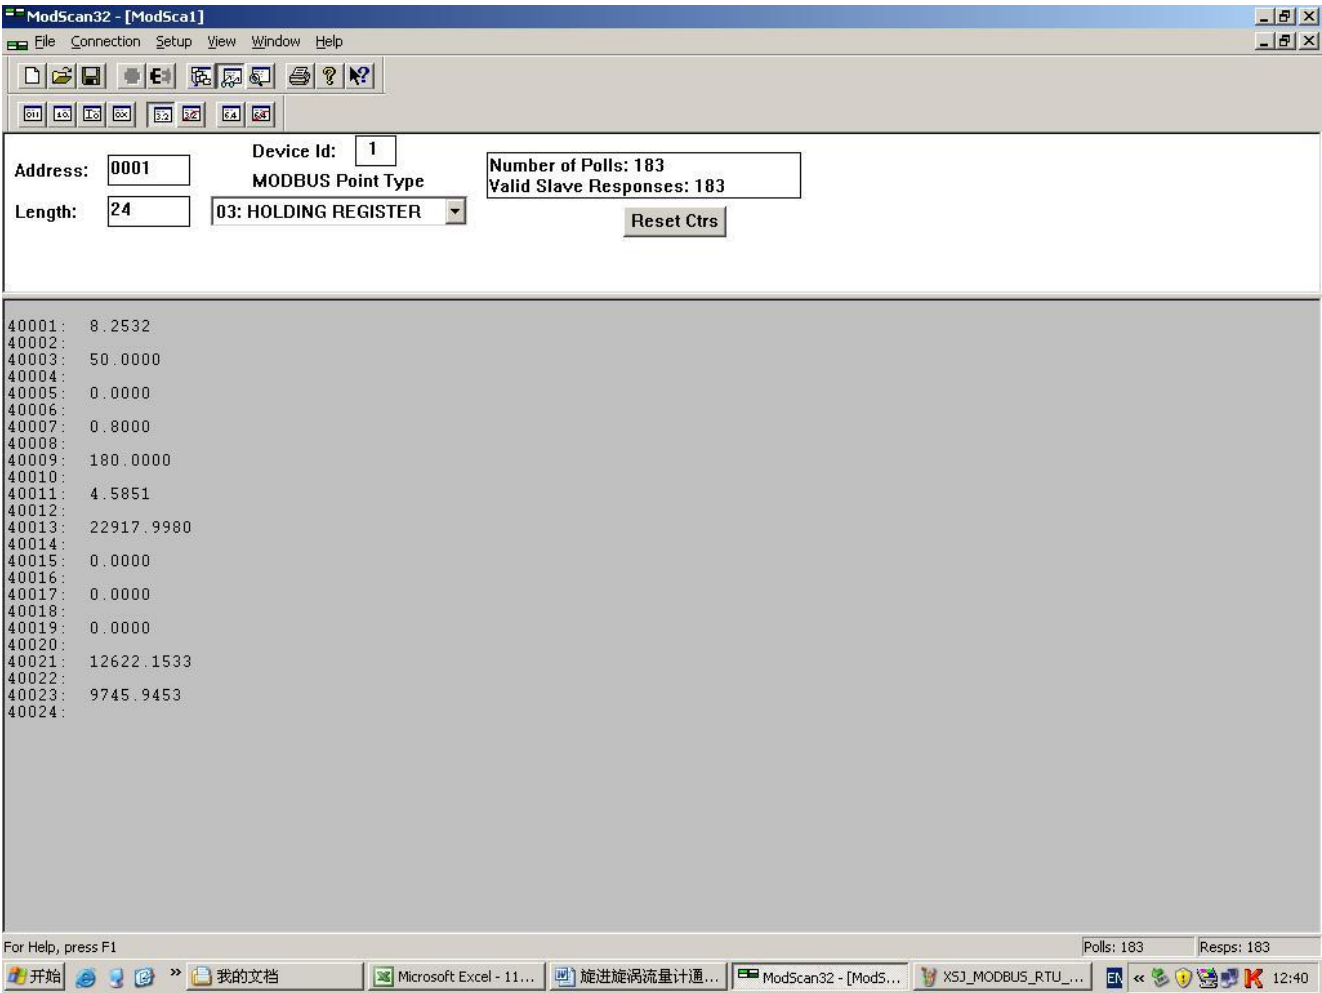 ModScan32 - [ModSca1]
File Connection Setup View Window Help
Address: 0001
Device Id: 1
MODBUS Point Type
Length: 24
03: HOLDING REGISTER
Number of Polls: 183
Valid Slave Responses: 183
Reset Ctrs
40001: 8.2532
40002:
40003: 50.0000
40004:
40005: 0.0000
40006:
40007: 0.8000
40008:
40009: 180.0000
40010:
40011: 4.5851
40012:
40013: 22917.9980
40014:
40015: 0.0000
40016:
40017: 0.0000
40018:
40019: 0.0000
40020:
40021: 12622.1533
40022:
40023: 9745.9453
40024:
For Help, press F1
Polls: 183
Resps: 183
开始 » 我的文档 Microsoft Excel - 11... 旋进旋涡流量计通... ModScan32 - [ModS... XSJ_MODBUS_RTU_... EN « 12:40